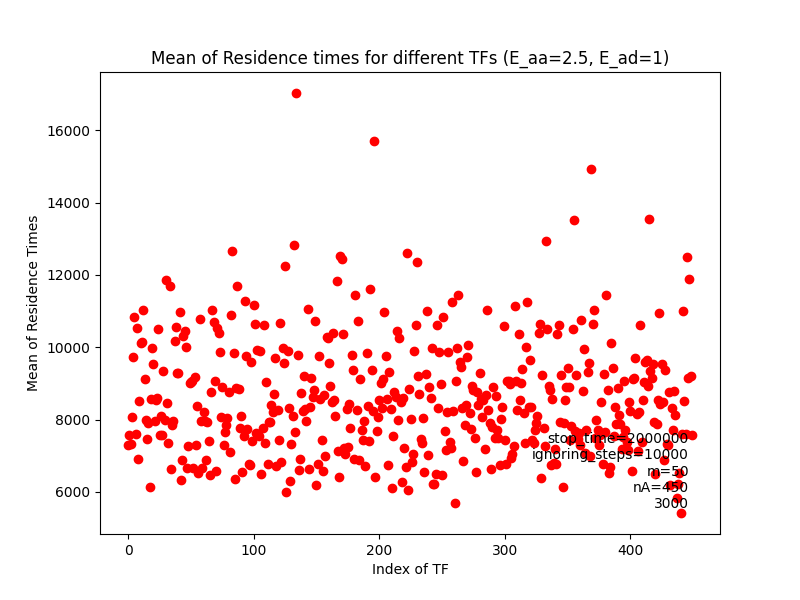 Mean of Residence times for different TFs (E_aa=2.5, E_ad=1)
Mean of Residence Times
16000
14000
12000
10000
8000
6000
stop_time=2000000
ignoring_steps=10000
m=50
nA=450
3000
0 100 200 300 400
Index of TF